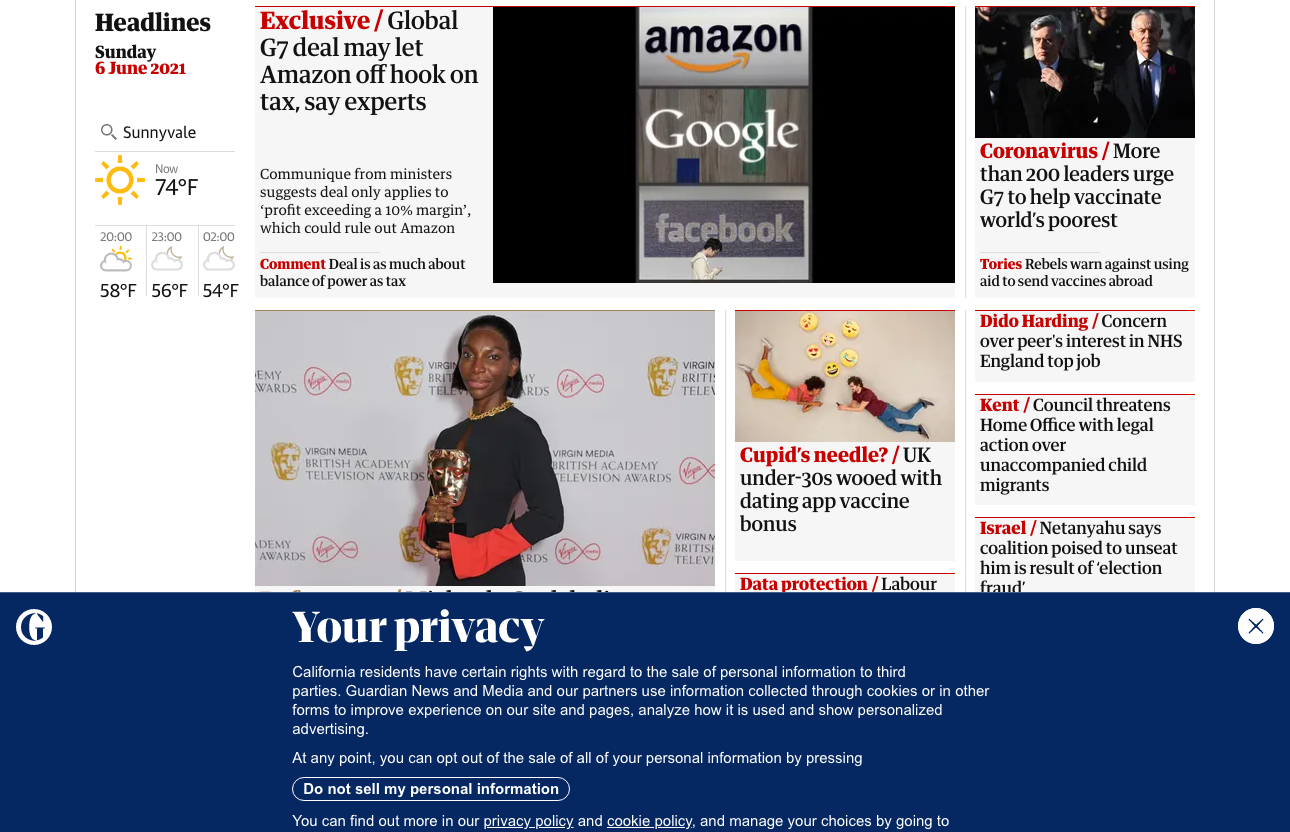 Headlines
Sunday
6 June 2021
Sunnyvale
Now
74°F
20:00 23:00 02:00
58°F 56°F 54°F
Exclusive / Global
G7 deal may let
Amazon off hook on
tax, say experts
Communique from ministers
suggests deal only applies to
‘profit exceeding a 10% margin’,
which could rule out Amazon
Comment Deal is as much about
balance of power as tax
amazon
Google
facebook
Coronavirus / More
than 200 leaders urge
G7 to help vaccinate
world’s poorest
Tories Rebels warn against using
aid to send vaccines abroad
VIRGIN MEDIA
BRITISH ACADEMY
TELEVISION AWARDS
BRITISH ACADEMY
TELEVISION AWARDS
Virgin media
Cupid’s needle? / UK
under-30s wooed with
dating app vaccine
bonus
Data protection / Labour
Dido Harding / Concern
over peer's interest in NHS
England top job
Kent / Council threatens
Home Office with legal
action over
unaccompanied child
migrants
Israel / Netanyahu says
coalition poised to unseat
him is result of ‘election
fraud’
G
Your privacy
California residents have certain rights with regard to the sale of personal information to third
parties. Guardian News and Media and our partners use information collected through cookies or in other
forms to improve experience on our site and pages, analyze how it is used and show personalized
advertising.
At any point, you can opt out of the sale of all of your personal information by pressing
Do not sell my personal information
You can find out more in our privacy policy and cookie policy, and manage your choices by going to